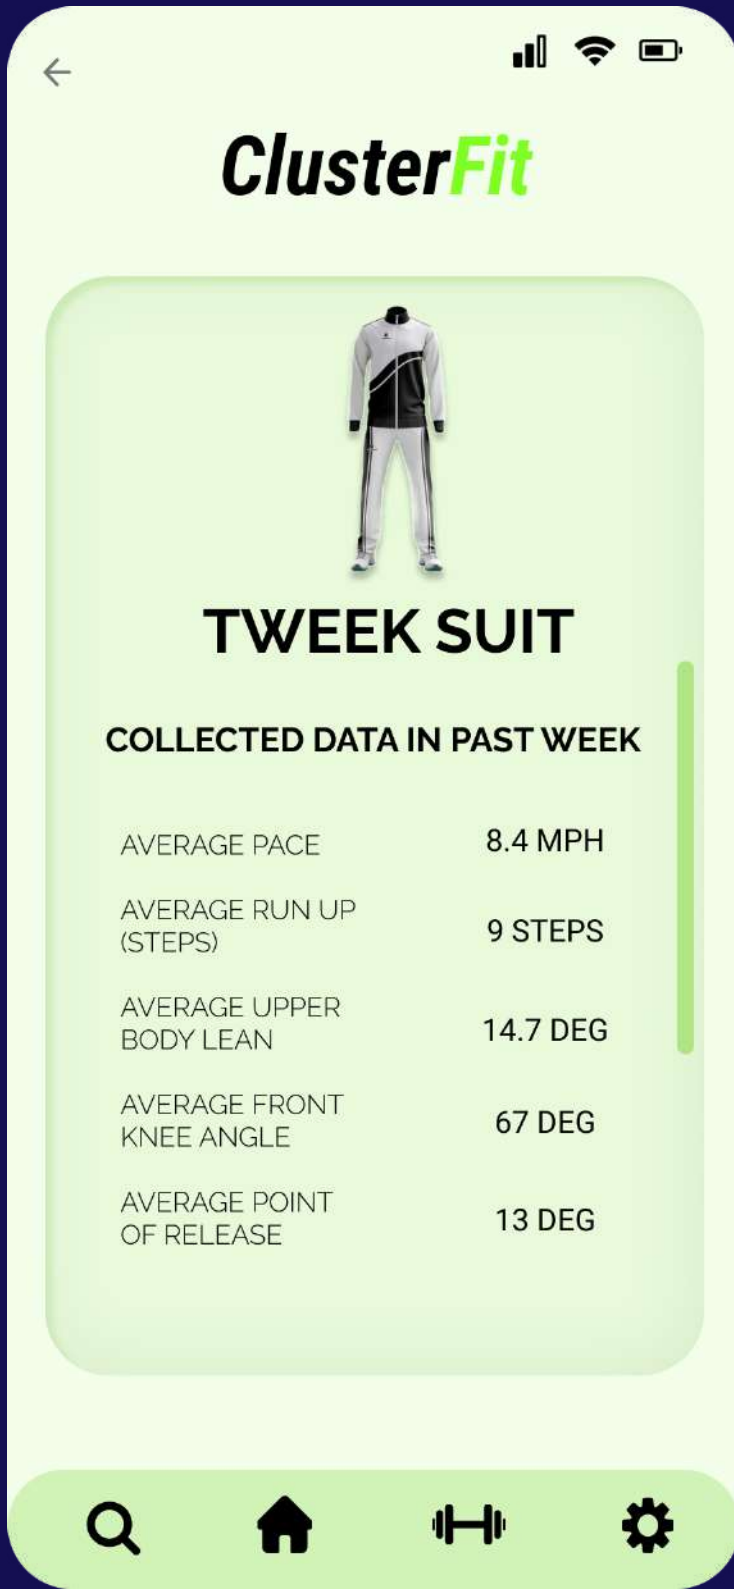 ClusterFit
TWEEK SUIT
COLLECTED DATA IN PAST WEEK
AVERAGE PACE
8.4 MPH
AVERAGE RUN UP
(STEPS)
9 STEPS
AVERAGE UPPER
BODY LEAN
14.7 DEG
AVERAGE FRONT
KNEE ANGLE
67 DEG
AVERAGE POINT
OF RELEASE
13 DEG